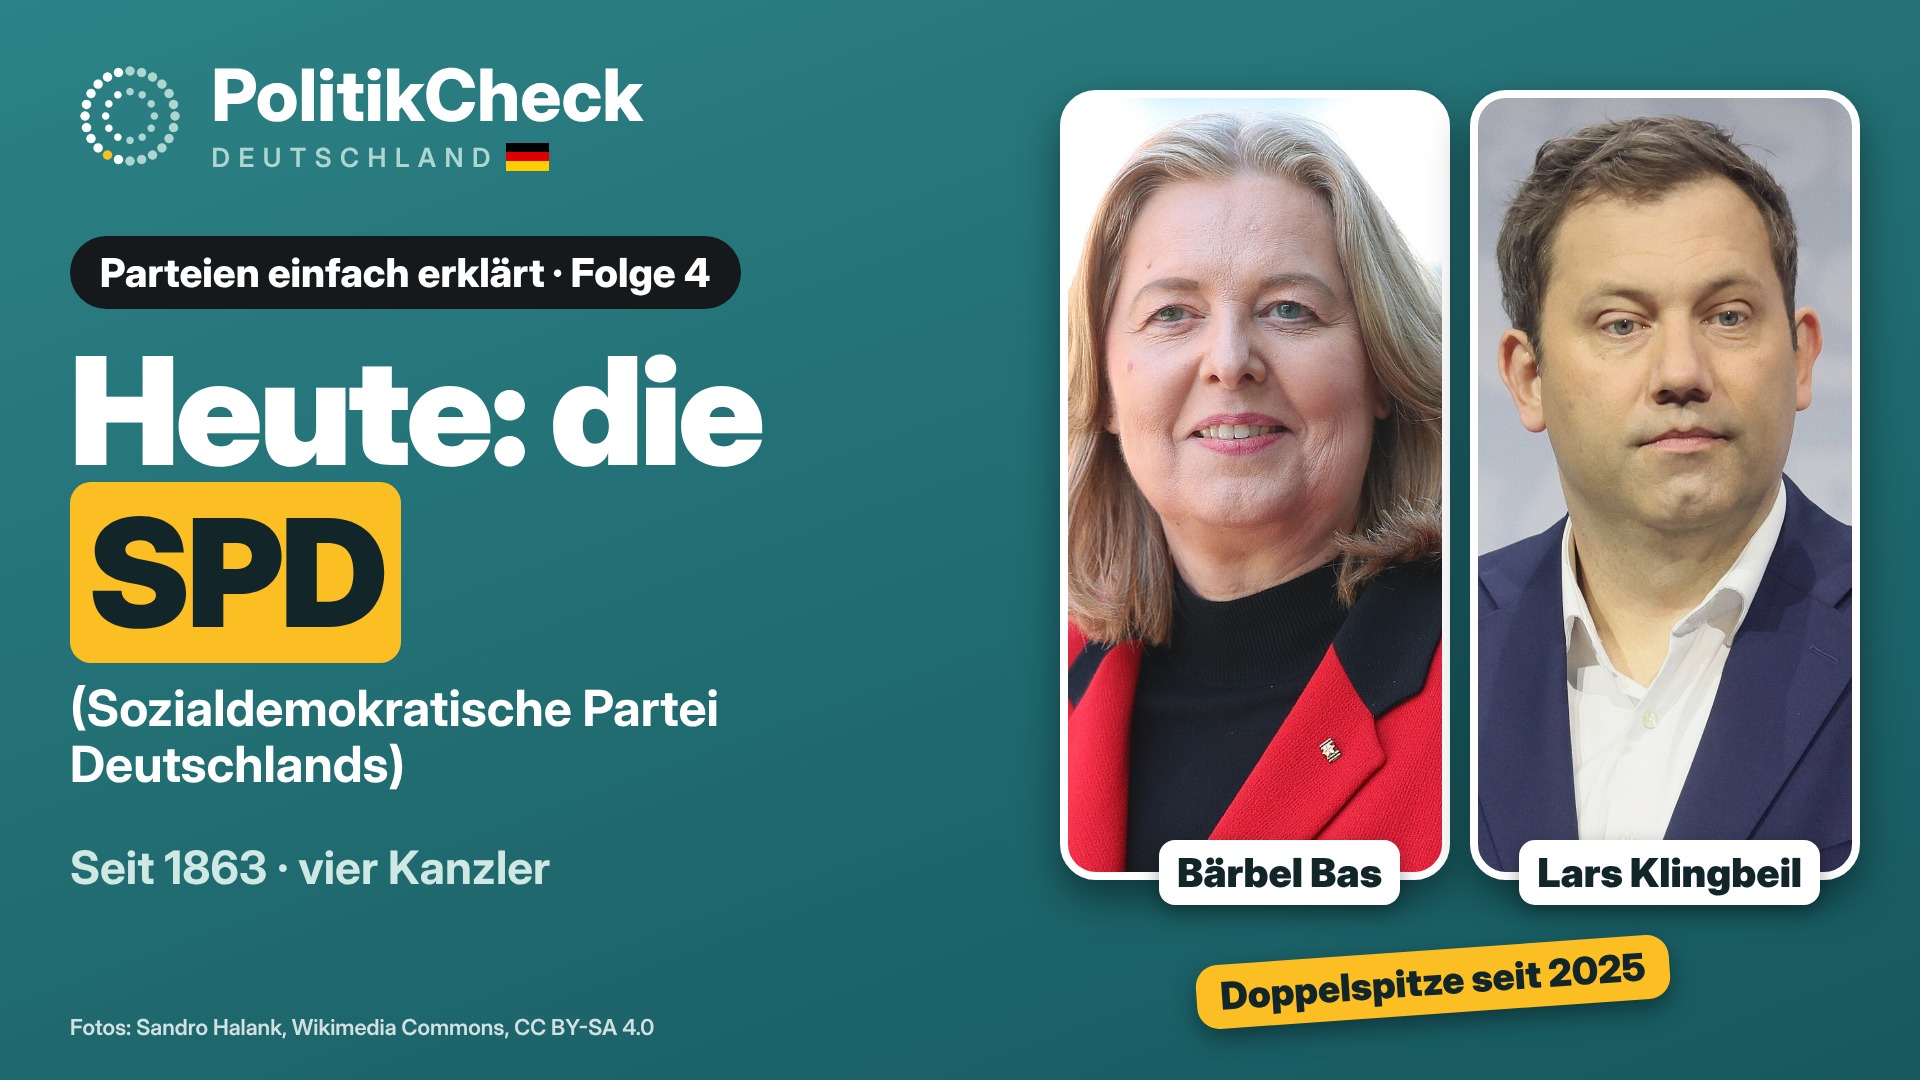 PolitikCheck
DEUTSCHLAND
Parteien einfach erklärt · Folge 4
Heute: die
SPD
(Sozialdemokratische Partei
Deutschlands)
Seit 1863 · vier Kanzler
Fotos: Sandro Halank, Wikimedia Commons, CC BY-SA 4.0
Bärbel Bas
Lars Klingbeil
Doppelspitze seit 2025